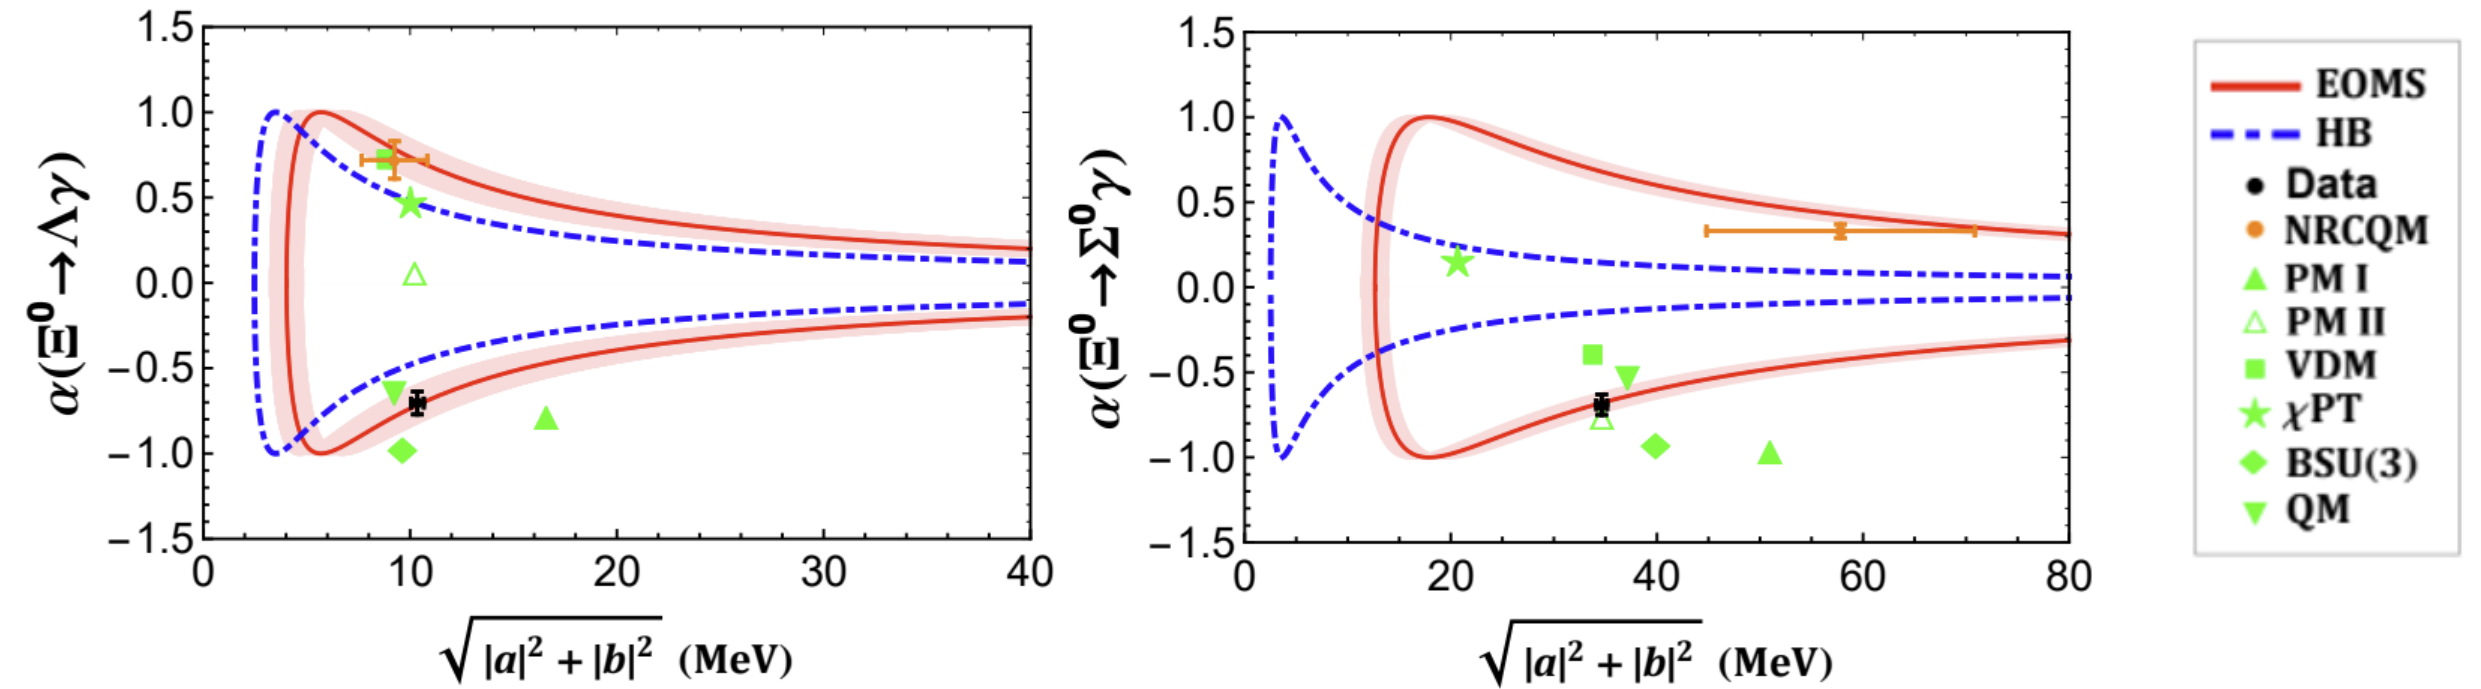 1.5
1.0
0.5
0.0
−0.5
−1.0
−1.5
α(Ξ⁰→Λγ)
0 10 20 30 40
√|a|² + |b|² (MeV)
1.5
1.0
0.5
0.0
−0.5
−1.0
−1.5
α(Ξ⁰→Σ⁰γ)
0 20 40 60 80
√|a|² + |b|² (MeV)
EOMS
HB
Data
NRCQM
PM I
PM II
VDM
χPT
BSU(3)
QM